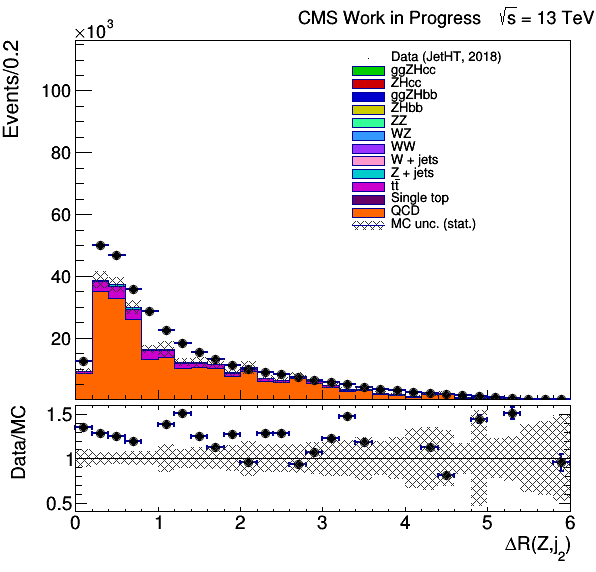 CMS Work in Progress √s = 13 TeV
×10³
Events/0.2
100
80
60
40
20
Data (JetHT, 2018)
ggZHcc
ZHcc
ggZHbb
ZHbb
ZZ
WZ
WW
W + jets
Z + jets
tt̄
Single top
QCD
MC unc. (stat.)
Data/MC
1.5
1
0.5
0 1 2 3 4 5 6
ΔR(Z,j₂)